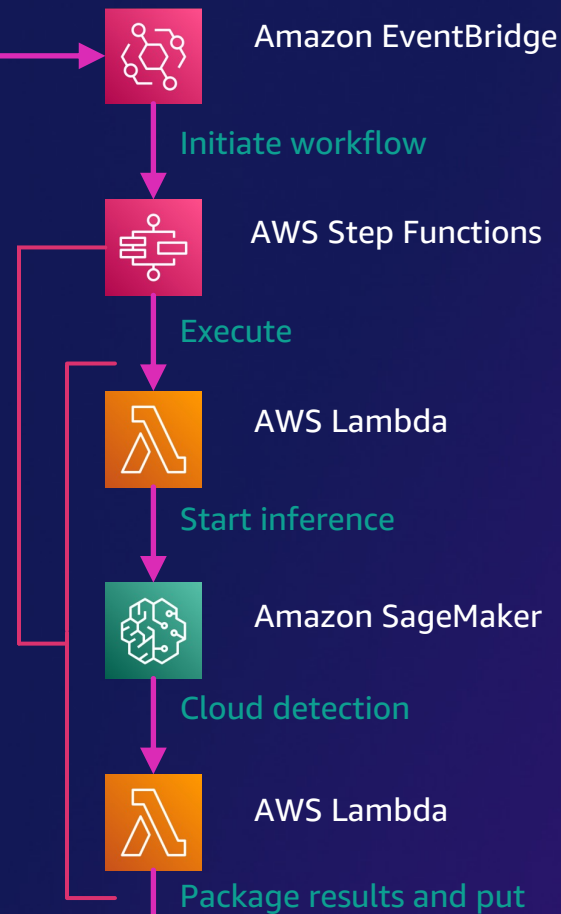 Amazon EventBridge
Initiate workflow
AWS Step Functions
Execute
AWS Lambda
Start inference
Amazon SageMaker
Cloud detection
AWS Lambda
Package results and put